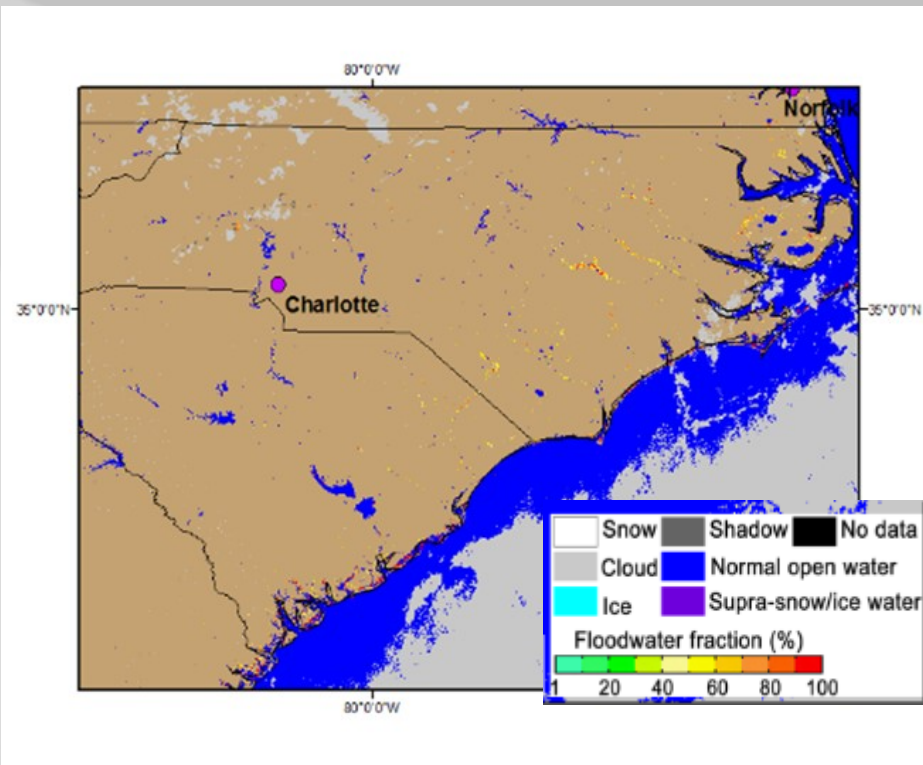 80°0'0"W
Norfolk
Charlotte
35°0'0"N
35°0'0"N
Snow
Shadow
No data
Cloud
Normal open water
Ice
Supra-snow/ice water
Floodwater fraction (%)
1 20 40 60 80 100
80°0'0"W